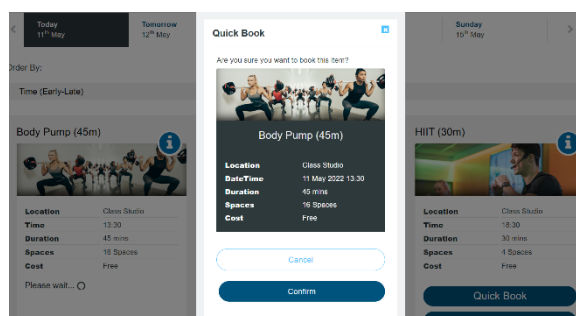 Today
11th May
Tomorrow
12th May
Sunday
15th May
Order By:
Time (Early-Late)
Body Pump (45m)
Location Class Studio
Time 13:30
Duration 45 mins
Spaces 16 Spaces
Cost Free
Please wait...
Quick Book
Are you sure you want to book this item?
Body Pump (45m)
Location Class Studio
DateTime 11 May 2022 13.30
Duration 45 mins
Spaces 16 Spaces
Cost Free
Cancel
Confirm
HIIT (30m)
Location Class Studio
Time 18:30
Duration 30 mins
Spaces 4 Spaces
Cost Free
Quick Book